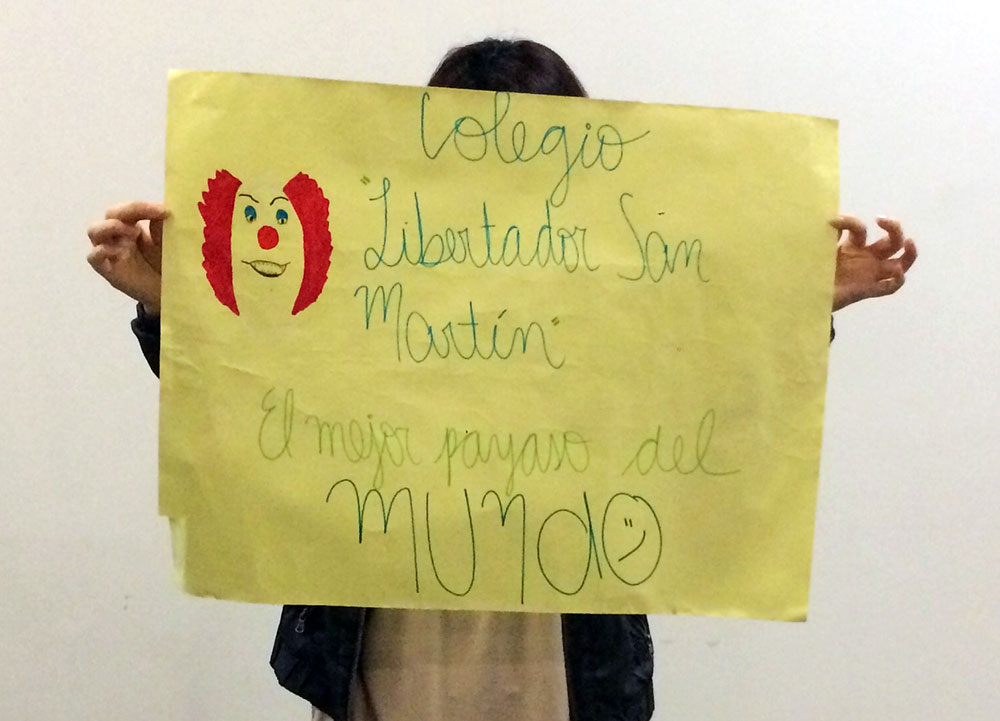 Colegio
"Libertador San
Martín"
El mejor payaso del
mundo